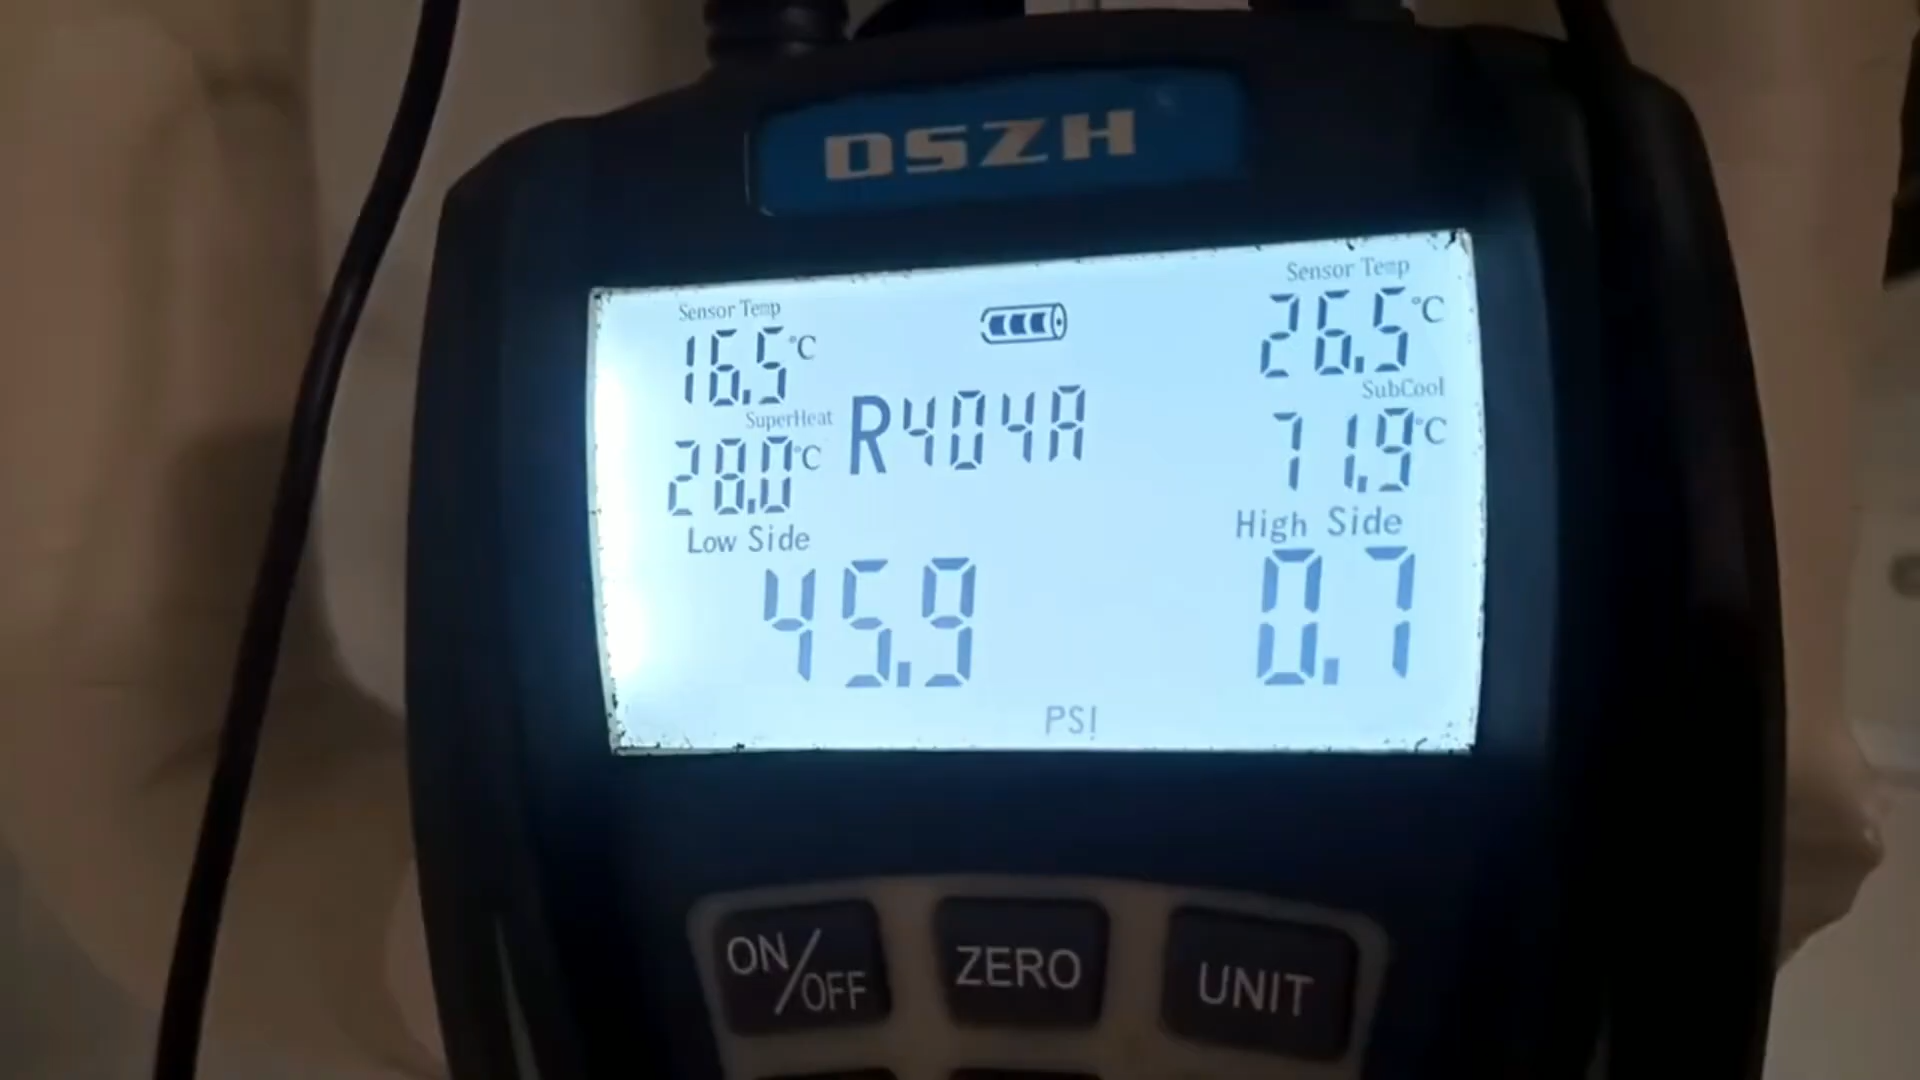 DSZH
Sensor Temp
16.5°C
SuperHeat
28.0°C
R404A
Sensor Temp
26.5°C
SubCool
71.9°C
Low Side
45.9
High Side
0.7
PSI
ON/OFF
ZERO
UNIT